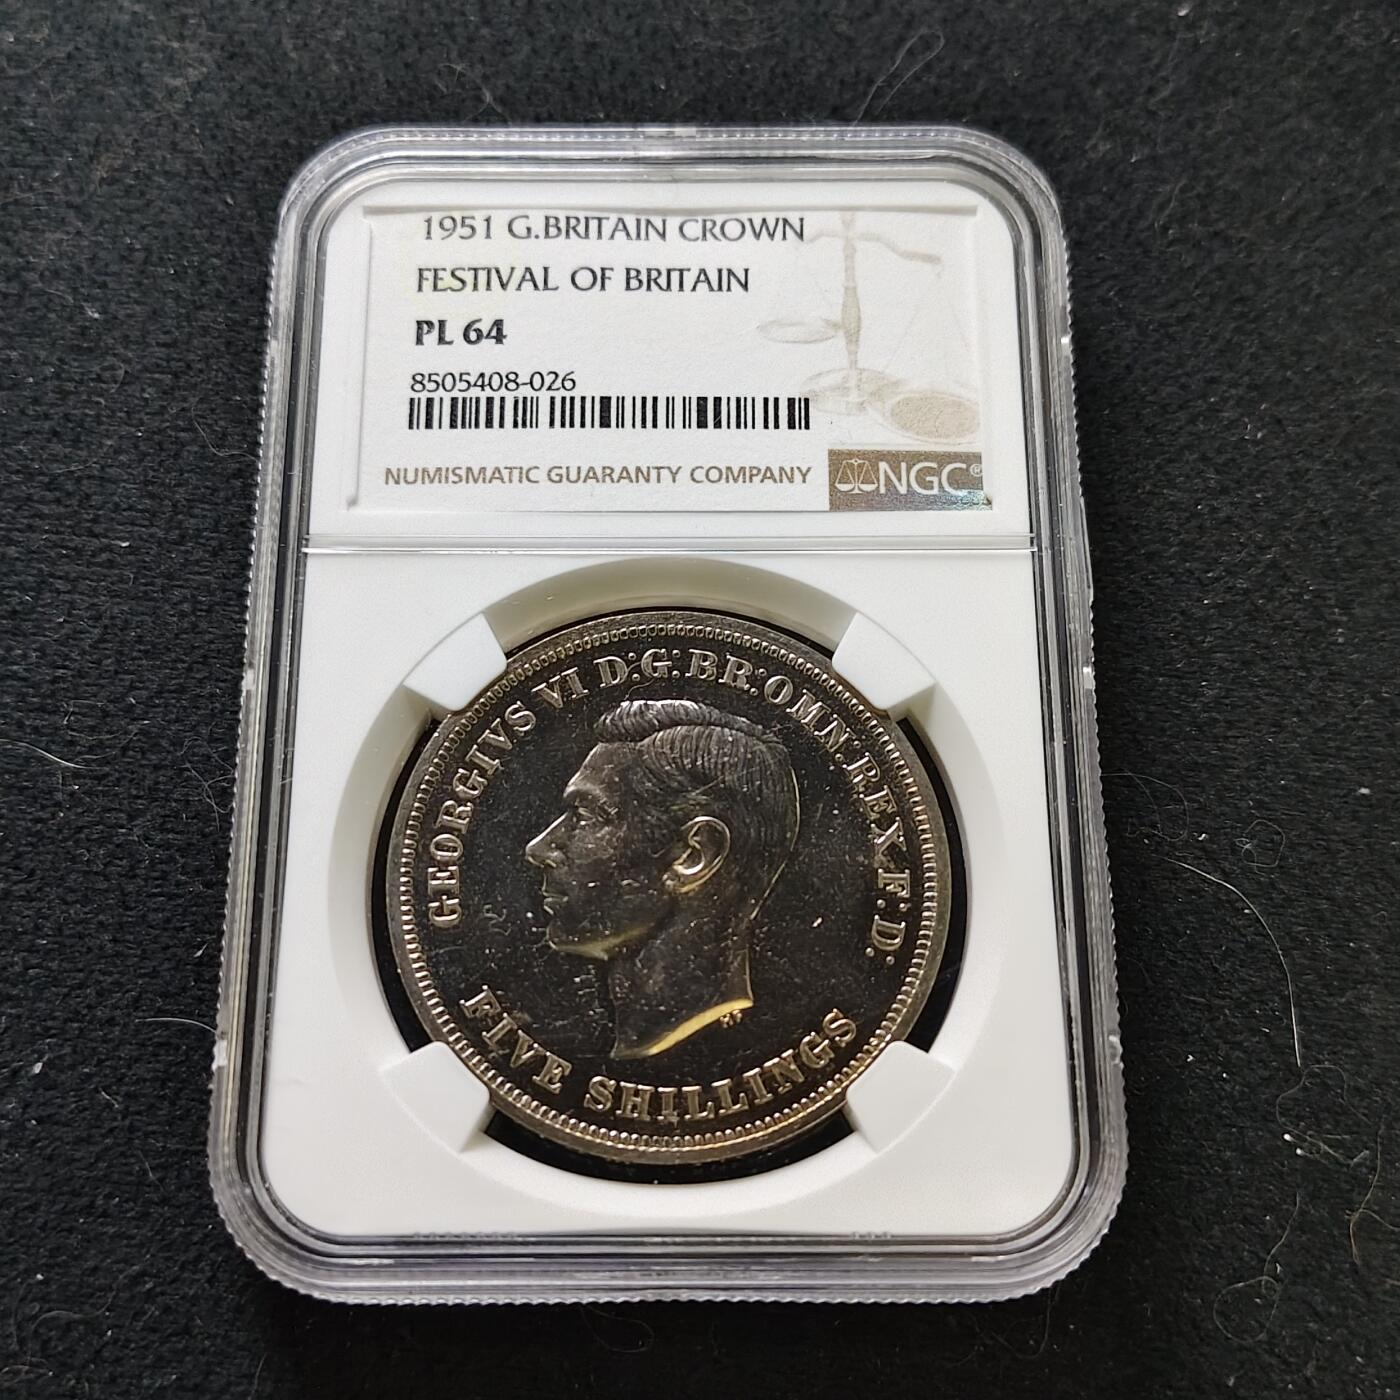 1951 G.BRITAIN CROWN
FESTIVAL OF BRITAIN
PL 64
8505408-026
NUMISMATIC GUARANTY COMPANY
NGC®
GEORGIVS VI D:G:BR:OMN:REX F:D:
FIVE SHILLINGS
HP